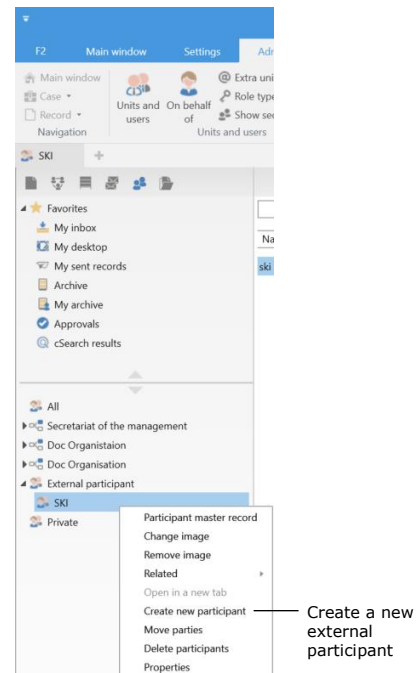 F2 Main window Settings Adr
Main window
Case
Record
Navigation
Units and
users
On behalf
of
Extra uni
Role type
Show sec
Units and users
SKI +
Favorites
My inbox
My desktop
My sent records
Archive
My archive
Approvals
cSearch results
Na
ski
All
Secretariat of the management
Doc Organistaion
Doc Organisation
External participant
SKI
Private
Participant master record
Change image
Remove image
Related
Open in a new tab
Create new participant
Move parties
Delete participants
Properties
Create a new
external
participant